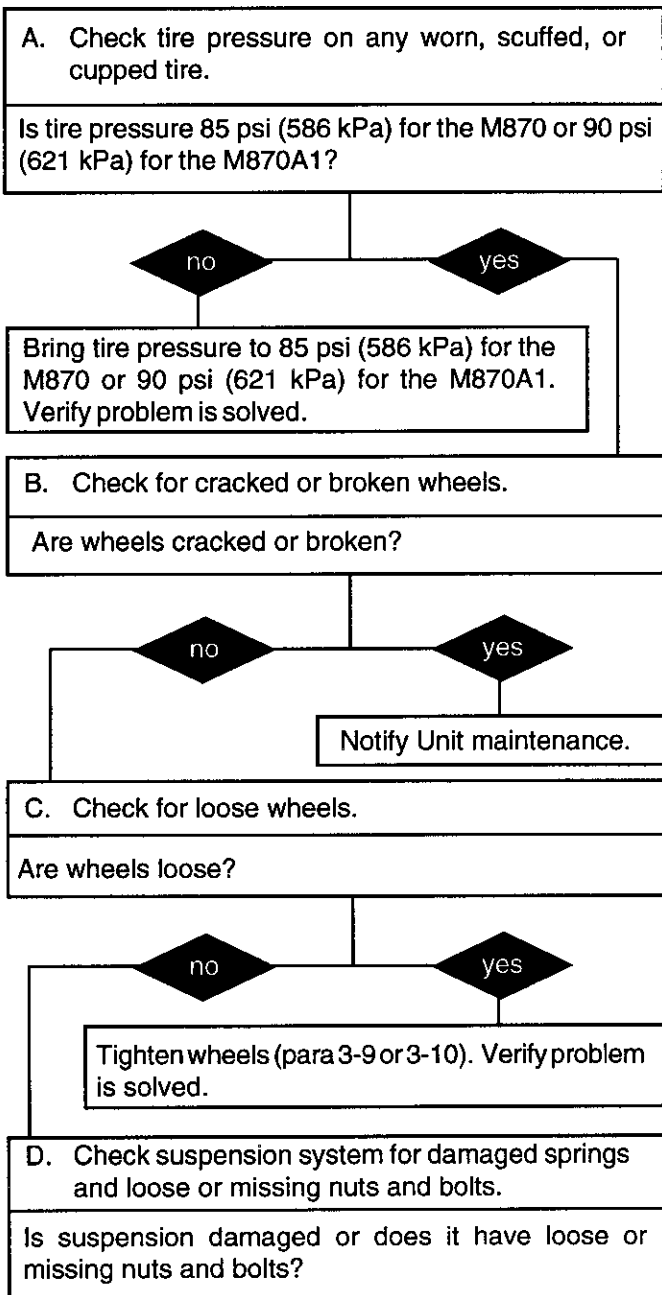 A. Check tire pressure on any worn, scuffed, or
cupped tire.
Is tire pressure 85 psi (586 kPa) for the M870 or 90 psi
(621 kPa) for the M870A1?
no
yes
Bring tire pressure to 85 psi (586 kPa) for the
M870 or 90 psi (621 kPa) for the M870A1.
Verify problem is solved.
B. Check for cracked or broken wheels.
Are wheels cracked or broken?
no
yes
Notify Unit maintenance.
C. Check for loose wheels.
Are wheels loose?
no
yes
Tighten wheels (para 3-9 or 3-10). Verify problem
is solved.
D. Check suspension system for damaged springs
and loose or missing nuts and bolts.
Is suspension damaged or does it have loose or
missing nuts and bolts?